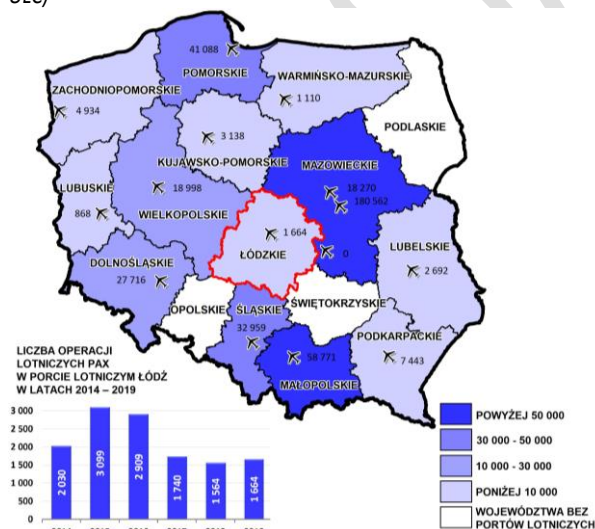 41 088
POMORSKIE
WARMIŃSKO-MAZURSKIE
1 110
ZACHODNIOPOMORSKIE
4 934
PODLASKIE
3 138
KUJAWSKO-POMORSKIE
MAZOWIECKIE
LUBUSKIE
868
18 998
WIELKOPOLSKIE
18 270
180 562
1 664
ŁÓDZKIE
0
LUBELSKIE
2 692
DOLNOŚLĄSKIE
27 716
OPOLSKIE
ŚLĄSKIE
32 959
ŚWIĘTOKRZYSKIE
PODKARPACKIE
7 443
58 771
MAŁOPOLSKIE
LICZBA OPERACJI
LOTNICZYCH PAX
W PORCIE LOTNICZYM ŁÓDŹ
W LATACH 2014 – 2019
3 000
2 500
2 000
1 500
1 000
500
0
2 030
3 099
2 909
1 740
1 564
1 664
POWYŻEJ 50 000
30 000 - 50 000
10 000 - 30 000
PONIŻEJ 10 000
WOJEWÓDZTWA BEZ
PORTÓW LOTNICZYCH